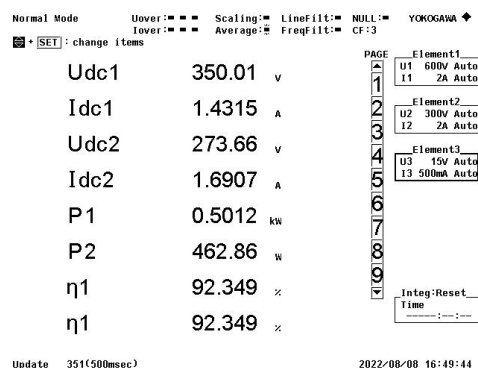 Normal Mode Uover: Scaling: LineFilt: NULL: YOKOGAWA
Iover: Average: FreqFilt: CF:3
+ SET : change items
PAGE
Udc1 350.01 V
Idc1 1.4315 A
Udc2 273.66 V
Idc2 1.6907 A
P1 0.5012 kW
P2 462.86 W
η1 92.349 %
η1 92.349 %
1
2
3
4
5
6
7
8
9
Element1
U1 600V Auto
I1 2A Auto
Element2
U2 300V Auto
I2 2A Auto
Element3
U3 15V Auto
I3 500mA Auto
Integ:Reset
Time
-----:--:--
Update 351(500msec) 2022/08/08 16:49:44